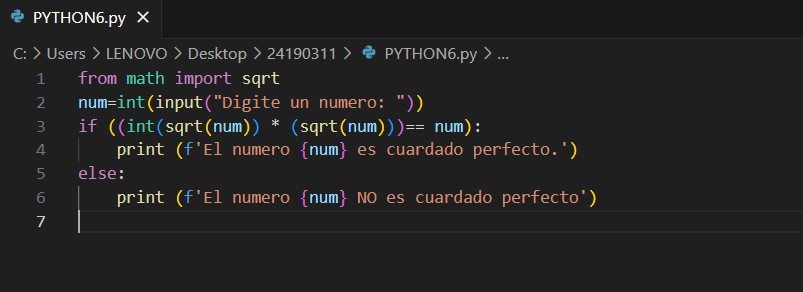 PYTHON6.py
C: > Users > LENOVO > Desktop > 24190311 > PYTHON6.py > ...
1 from math import sqrt
2 num=int(input("Digite un numero: "))
3 if ((int(sqrt(num)) * (sqrt(num)))== num):
4     print (f'El numero {num} es cuardado perfecto.')
5 else:
6     print (f'El numero {num} NO es cuardado perfecto')
7